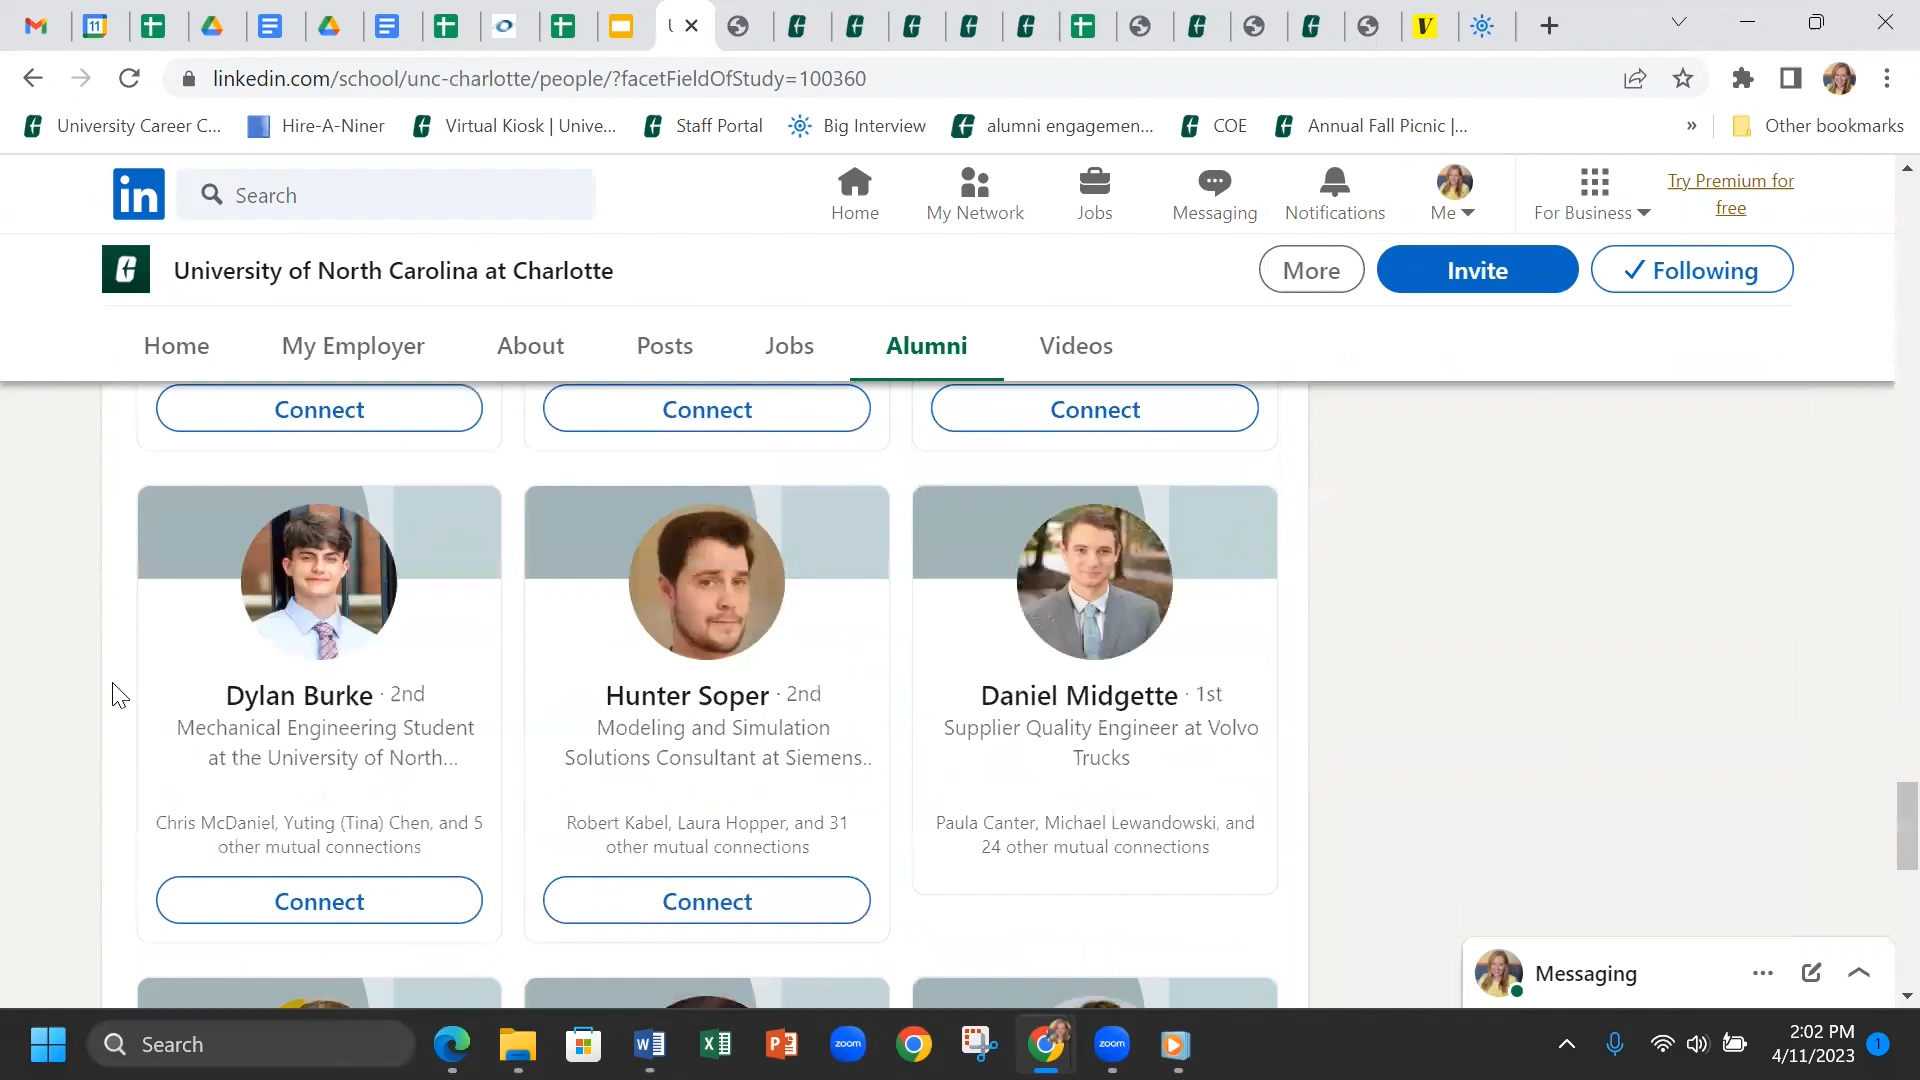 linkedin.com/school/unc-charlotte/people/?facetFieldOfStudy=100360
University Career C... Hire-A-Niner Virtual Kiosk | Unive... Staff Portal Big Interview alumni engagemen... COE Annual Fall Picnic |... » Other bookmarks
in Search Home My Network Jobs Messaging Notifications Me For Business Try Premium for
free
University of North Carolina at Charlotte More Invite Following
Home My Employer About Posts Jobs Alumni Videos
Connect Connect Connect
Dylan Burke · 2nd
Mechanical Engineering Student
at the University of North...
Chris McDaniel, Yuting (Tina) Chen, and 5
other mutual connections
Connect
Hunter Soper · 2nd
Modeling and Simulation
Solutions Consultant at Siemens..
Robert Kabel, Laura Hopper, and 31
other mutual connections
Connect
Daniel Midgette · 1st
Supplier Quality Engineer at Volvo
Trucks
Paula Canter, Michael Lewandowski, and
24 other mutual connections
Messaging
Search zoom zoom
2:02 PM
4/11/2023 1